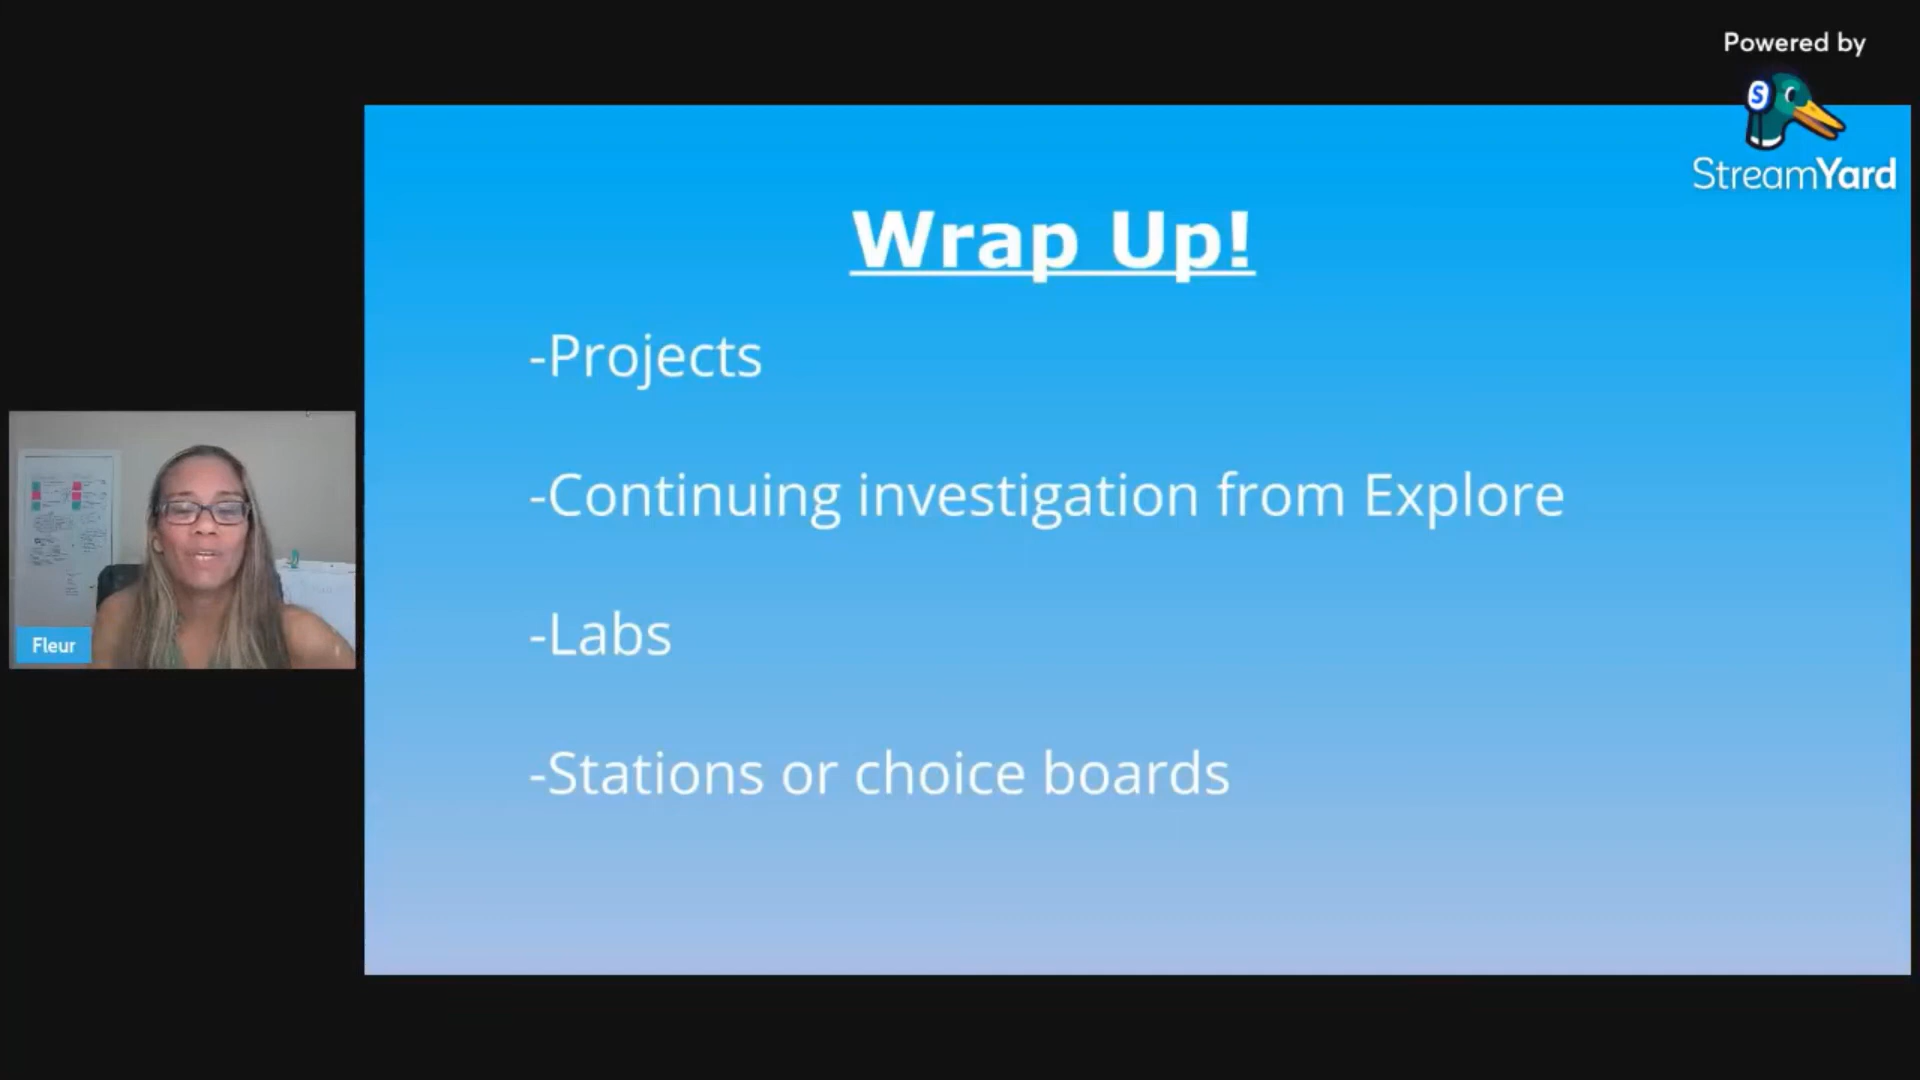 Powered by
StreamYard
Wrap Up!
-Projects
-Continuing investigation from Explore
-Labs
-Stations or choice boards
Fleur